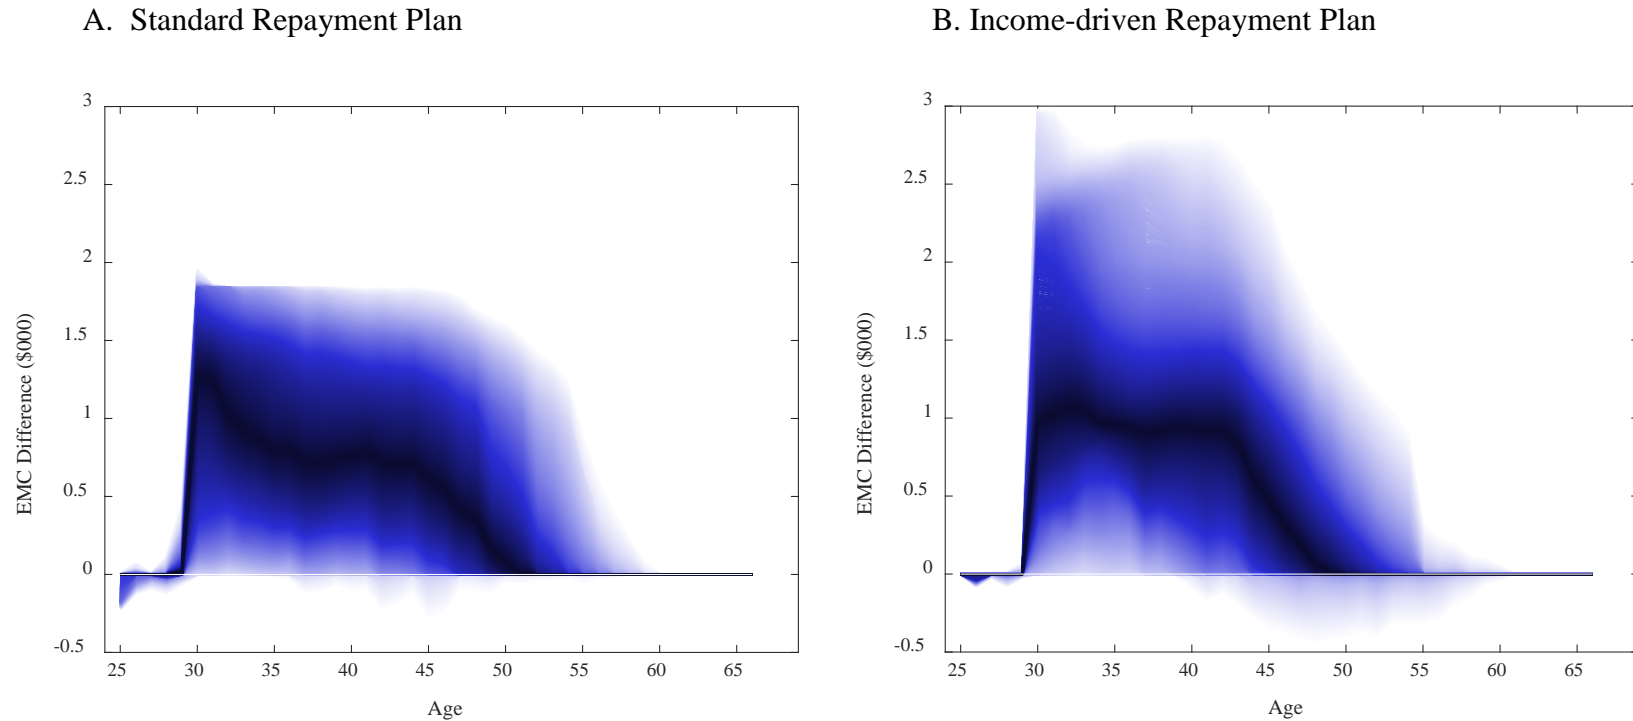 A. Standard Repayment Plan
3
2.5
2
1.5
1
0.5
0
-0.5
25 30 35 40 45 50 55 60 65
EMC Difference ($000)
Age
B. Income-driven Repayment Plan
3
2.5
2
1.5
1
0.5
0
-0.5
25 30 35 40 45 50 55 60 65
EMC Difference ($000)
Age